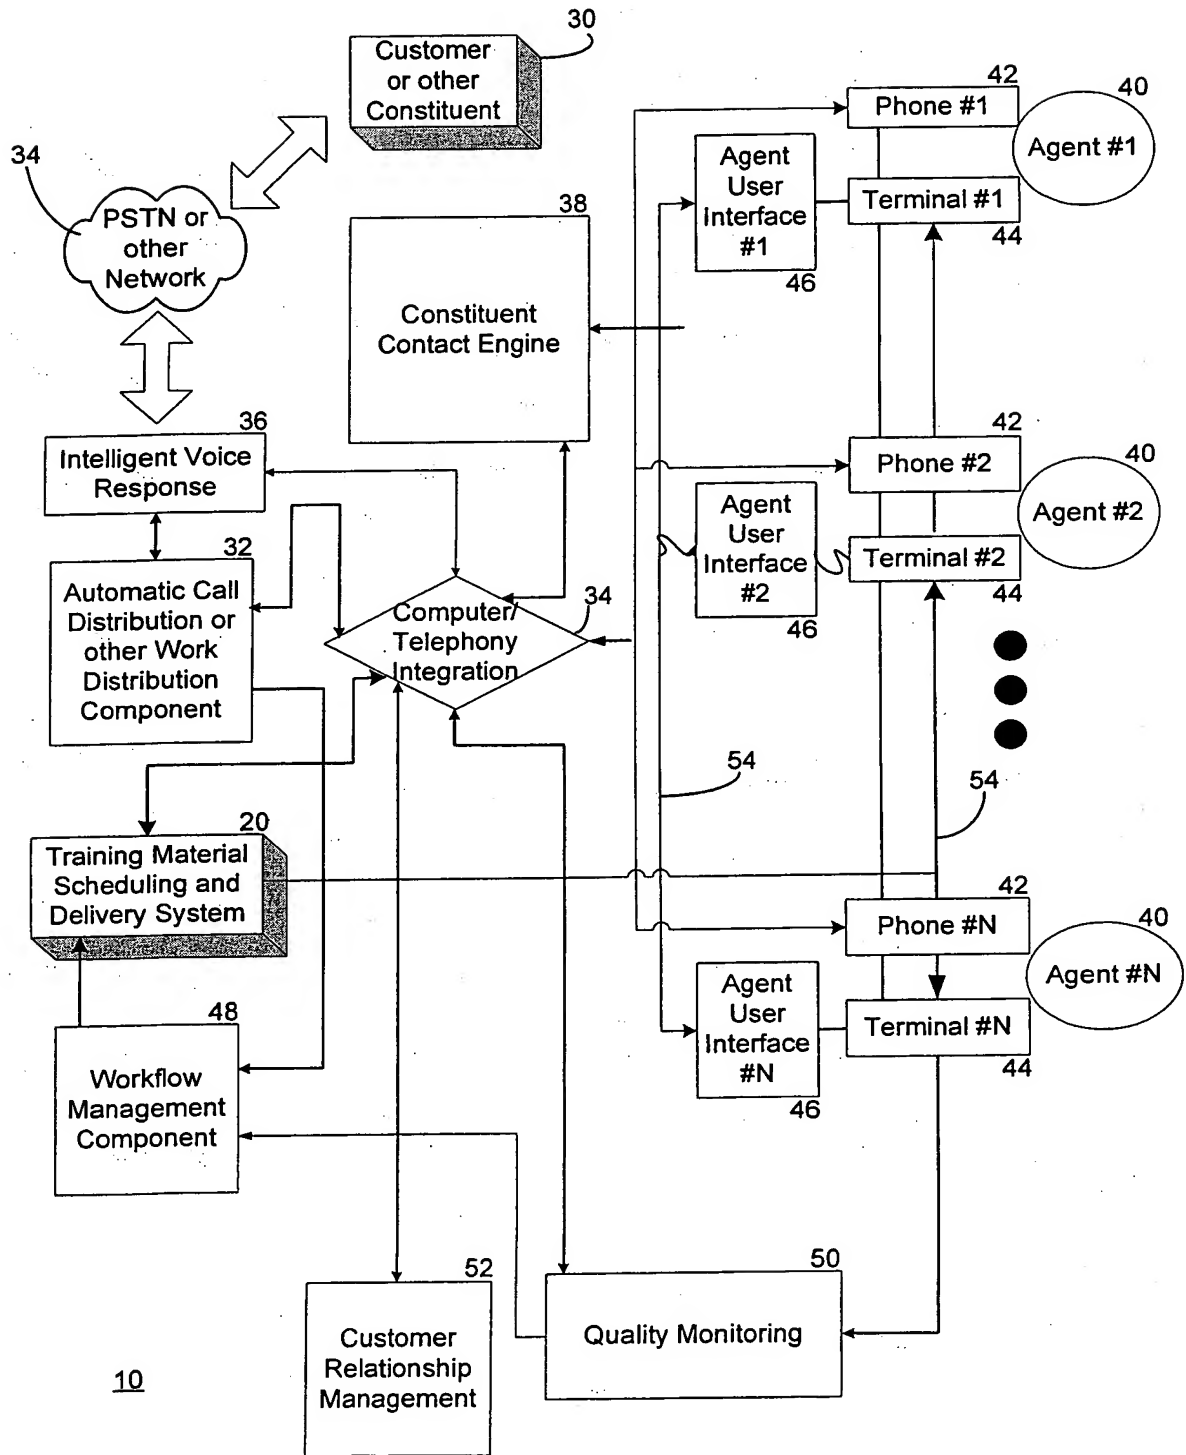 30
Customer
or other
Constituent
34
PSTN or
other
Network
38
Constituent
Contact Engine
36
Intelligent Voice
Response
32
Automatic Call
Distribution or
other Work
Distribution
Component
Computer/
Telephony
Integration
34
20
Training Material
Scheduling and
Delivery System
48
Workflow
Management
Component
52
Customer
Relationship
Management
50
Quality Monitoring
10
42
Phone #1
40
Agent #1
Agent
User
Interface
#1
46
Terminal #1
44
42
Phone #2
40
Agent #2
Agent
User
Interface
#2
46
Terminal #2
44
54
54
42
Phone #N
40
Agent #N
Agent
User
Interface
#N
46
Terminal #N
44